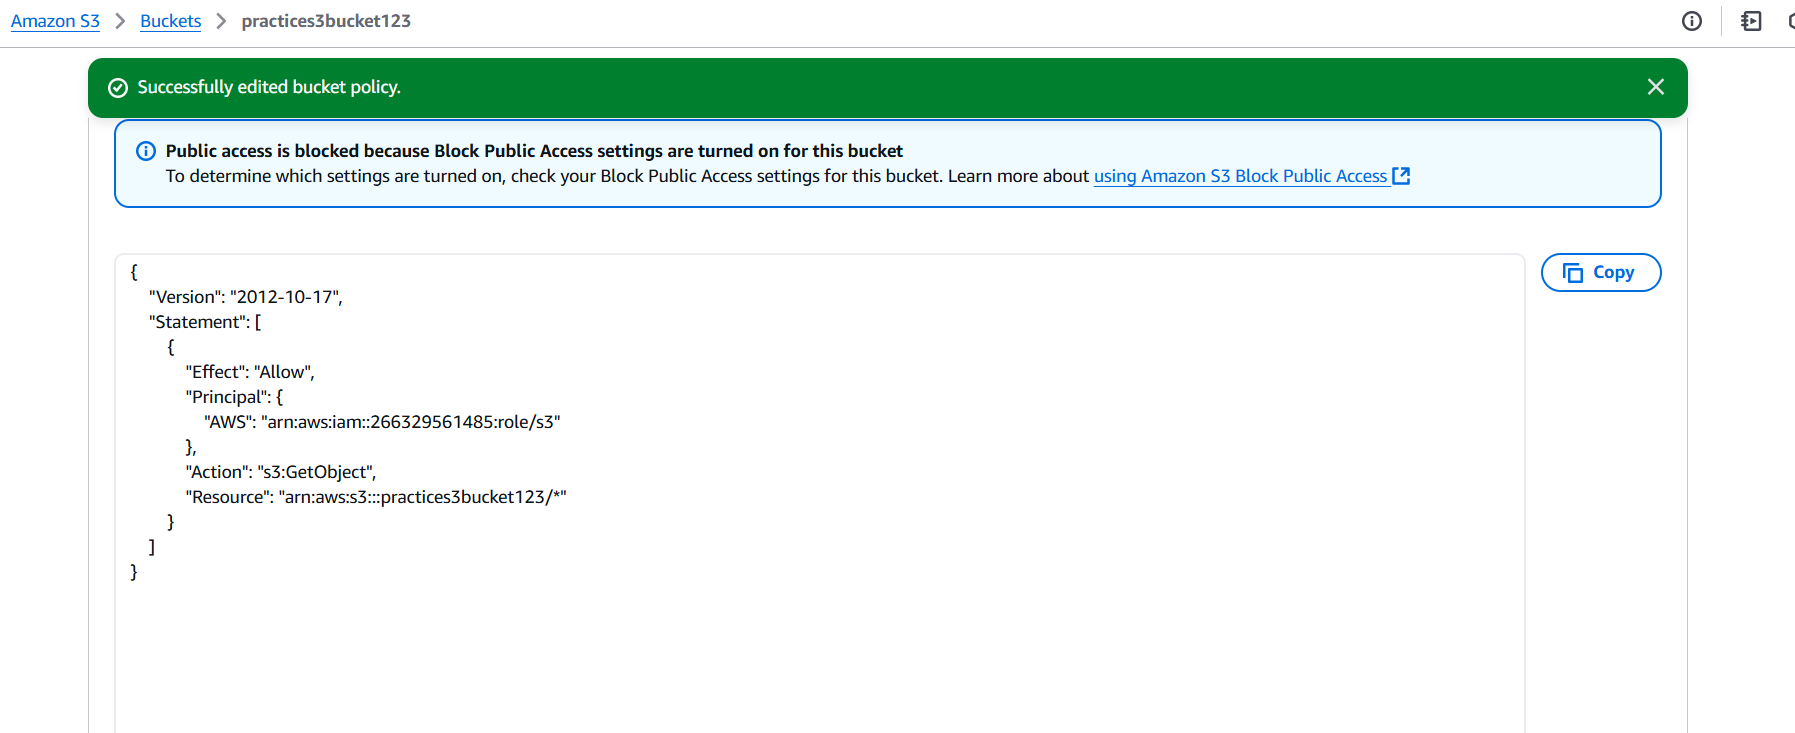 Amazon S3 > Buckets > practices3bucket123
Successfully edited bucket policy.
Public access is blocked because Block Public Access settings are turned on for this bucket
To determine which settings are turned on, check your Block Public Access settings for this bucket. Learn more about using Amazon S3 Block Public Access
{
"Version": "2012-10-17",
"Statement": [
{
"Effect": "Allow",
"Principal": {
"AWS": "arn:aws:iam::266329561485:role/s3"
},
"Action": "s3:GetObject",
"Resource": "arn:aws:s3:::practices3bucket123/*"
}
]
}
Copy